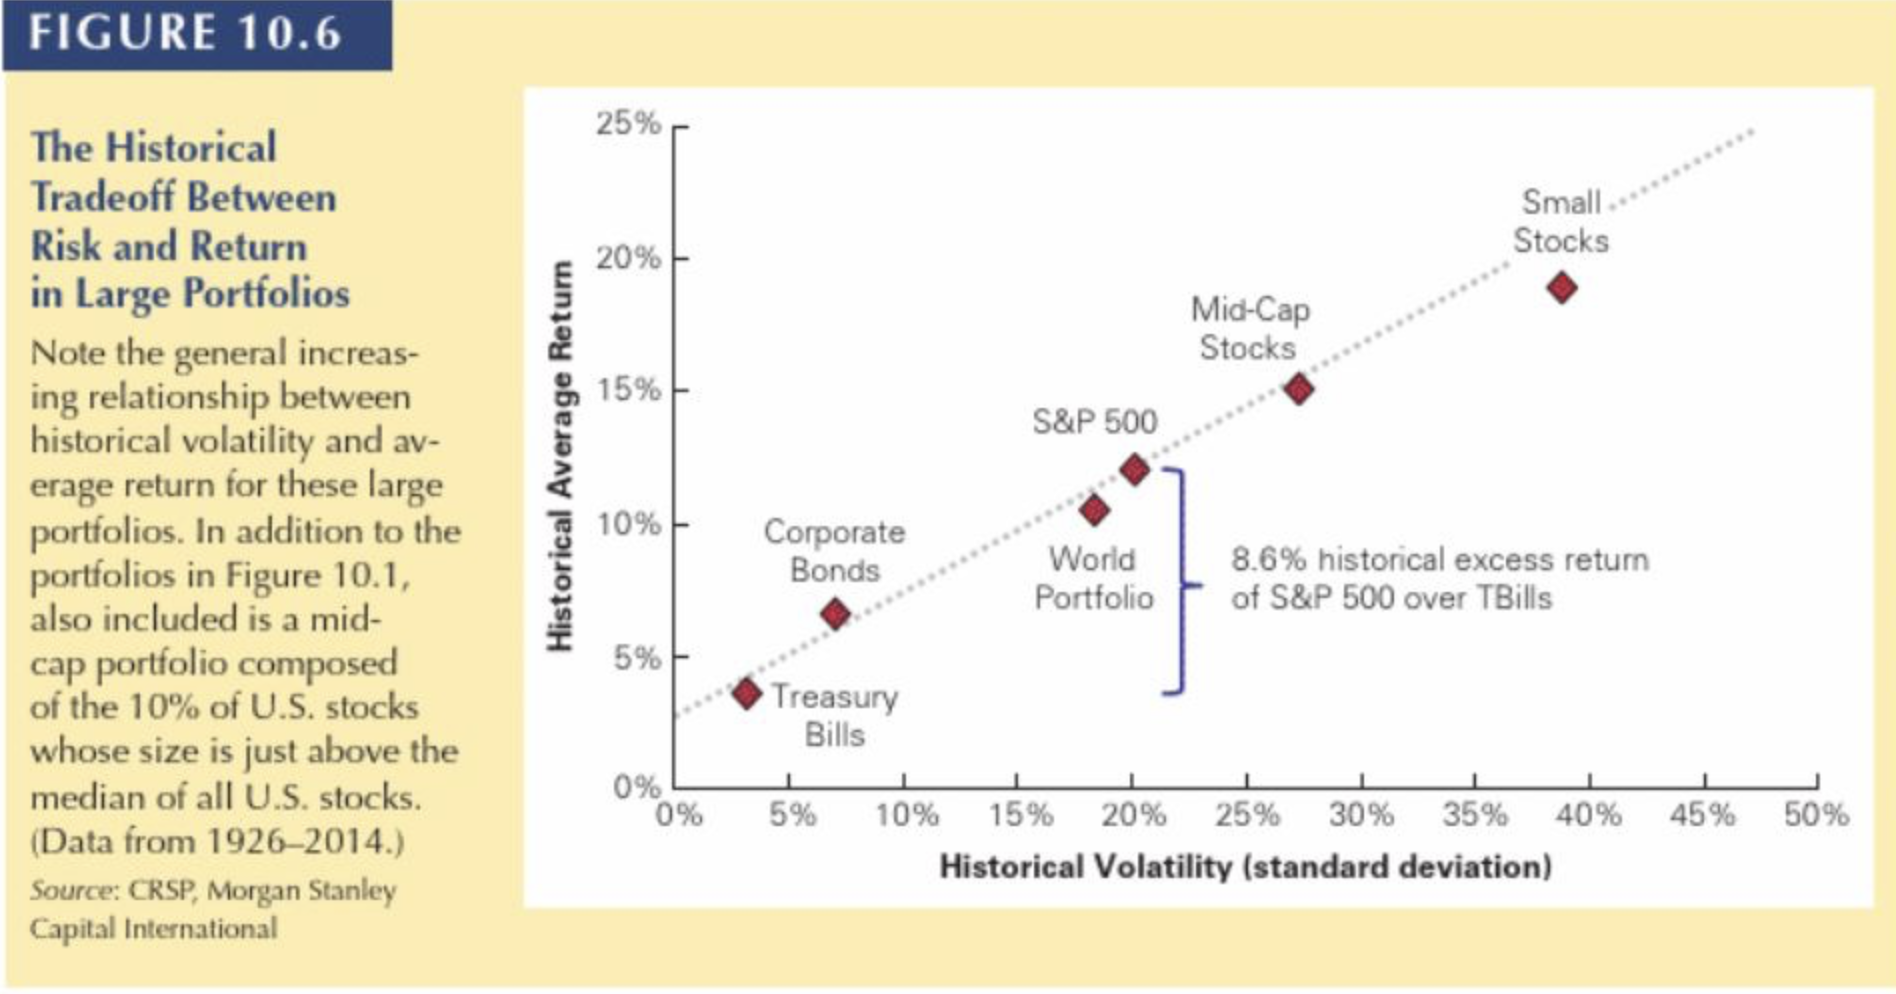 FIGURE 10.6
The Historical
Tradeoff Between
Risk and Return
in Large Portfolios
Note the general increas-
ing relationship between
historical volatility and av-
erage return for these large
portfolios. In addition to the
portfolios in Figure 10.1,
also included is a mid-
cap portfolio composed
of the 10% of U.S. stocks
whose size is just above the
median of all U.S. stocks.
(Data from 1926–2014.)
Source: CRSP, Morgan Stanley
Capital International
Historical Average Return
25%
20%
15%
10%
5%
0%
Small
Stocks
Mid-Cap
Stocks
S&P 500
Corporate
Bonds
World
Portfolio
8.6% historical excess return
of S&P 500 over TBills
Treasury
Bills
0% 5% 10% 15% 20% 25% 30% 35% 40% 45% 50%
Historical Volatility (standard deviation)